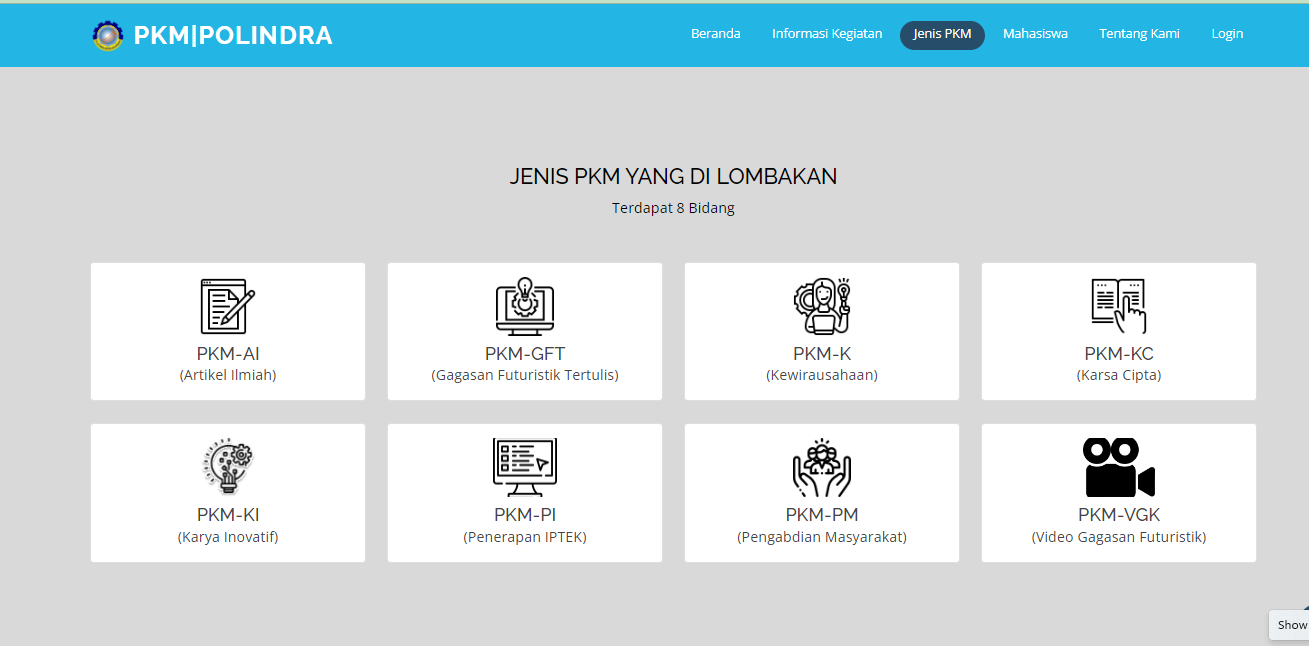 PKM|POLINDRA
Beranda Informasi Kegiatan Jenis PKM Mahasiswa Tentang Kami Login
JENIS PKM YANG DI LOMBAKAN
Terdapat 8 Bidang
PKM-AI
(Artikel Ilmiah)
PKM-GFT
(Gagasan Futuristik Tertulis)
PKM-K
(Kewirausahaan)
PKM-KC
(Karsa Cipta)
PKM-KI
(Karya Inovatif)
PKM-PI
(Penerapan IPTEK)
PKM-PM
(Pengabdian Masyarakat)
PKM-VGK
(Video Gagasan Futuristik)
Show